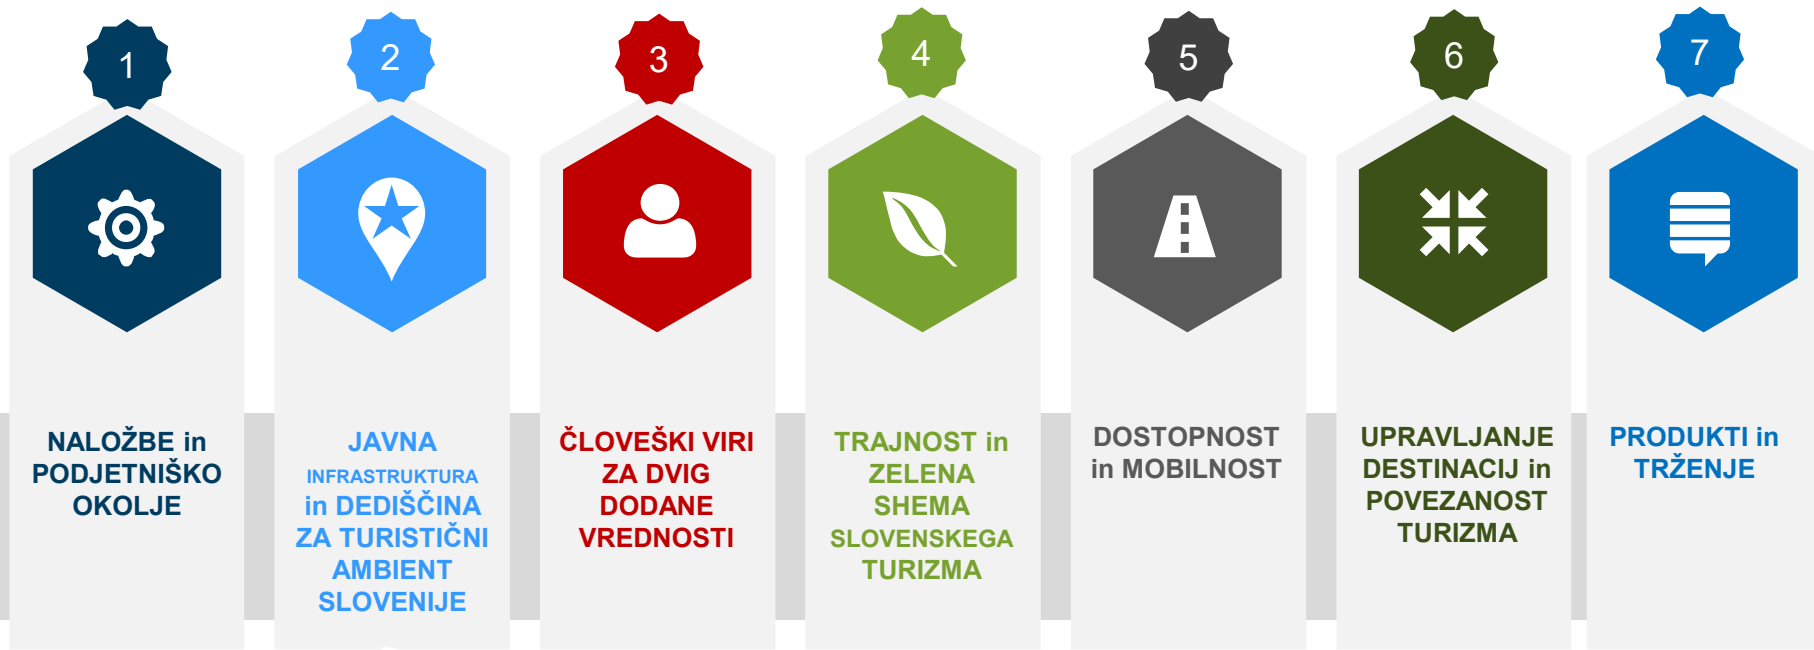 1
NALOŽBE in
PODJETNIŠKO
OKOLJE
2
JAVNA
INFRASTRUKTURA
in DEDIŠČINA
ZA TURISTIČNI
AMBIENT
SLOVENIJE
3
ČLOVEŠKI VIRI
ZA DVIG
DODANE
VREDNOSTI
4
TRAJNOST in
ZELENA
SHEMA
SLOVENSKEGA
TURIZMA
5
DOSTOPNOST
in MOBILNOST
6
UPRAVLJANJE
DESTINACIJ in
POVEZANOST
TURIZMA
7
PRODUKTI in
TRŽENJE